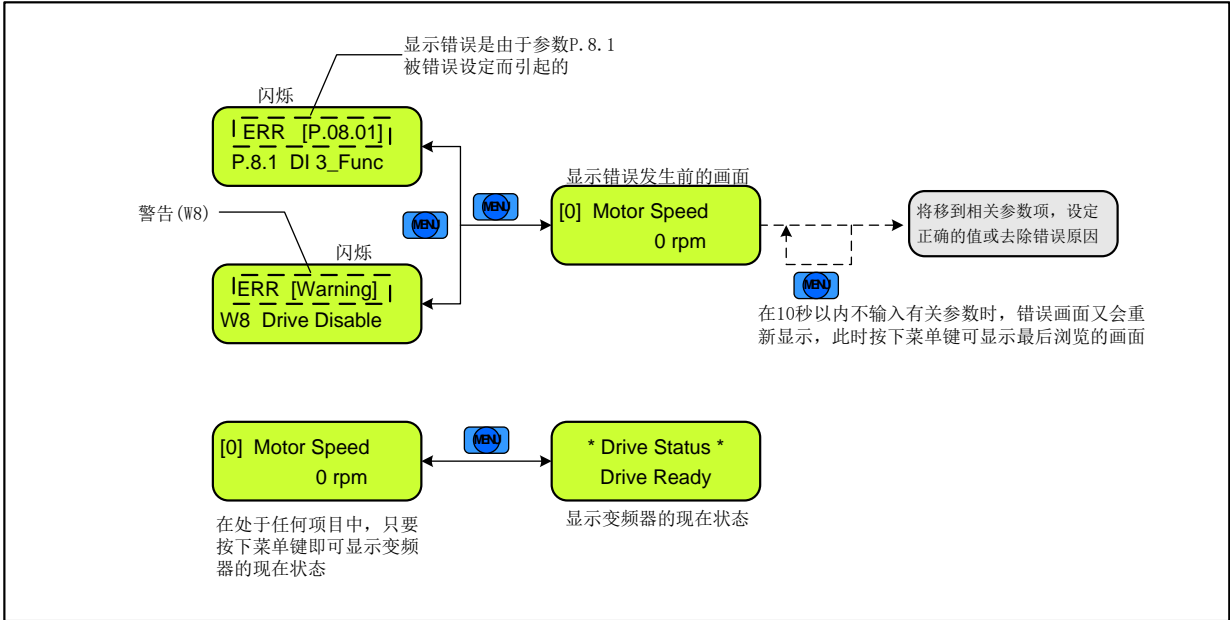 显示错误是由于参数P.8.1
被错误设定而引起的
闪烁
ERR [P.08.01]
P.8.1 DI 3_Func
警告(W8)
闪烁
ERR [Warning]
W8 Drive Disable
MENU
MENU
显示错误发生前的画面
[0] Motor Speed
0 rpm
将移到相关参数项，设定
正确的值或去除错误原因
MENU
在10秒以内不输入有关参数时，错误画面又会重
新显示，此时按下菜单键可显示最后浏览的画面
[0] Motor Speed
0 rpm
MENU
* Drive Status *
Drive Ready
在处于任何项目中，只要
按下菜单键即可显示变频
器的现在状态
显示变频器的现在状态